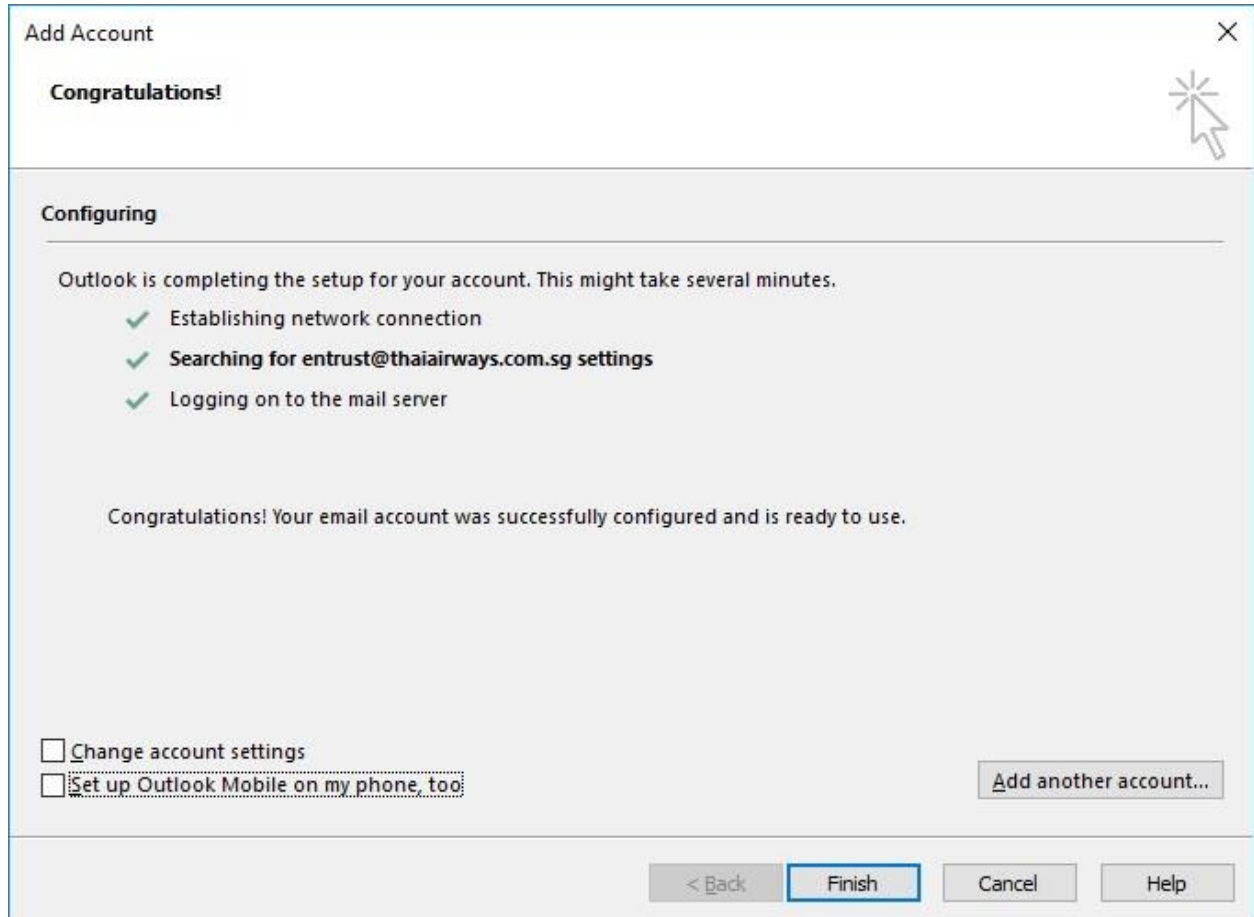 Add Account
Congratulations!
Configuring
Outlook is completing the setup for your account. This might take several minutes.
Establishing network connection
Searching for entrust@thaiairways.com.sg settings
Logging on to the mail server
Congratulations! Your email account was successfully configured and is ready to use.
Change account settings
Set up Outlook Mobile on my phone, too
Add another account...
< Back Finish Cancel Help